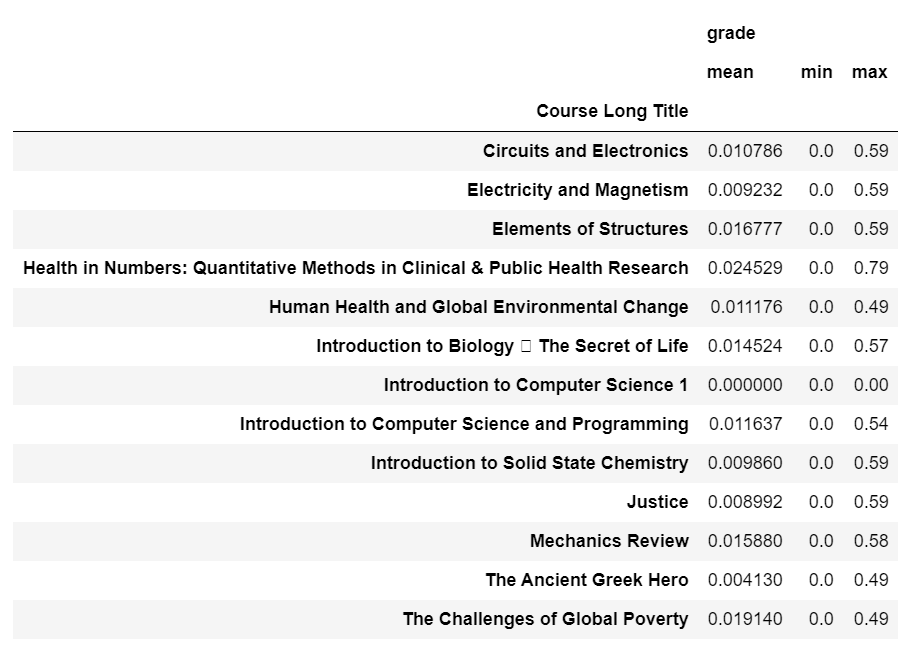 grade
mean min max
Course Long Title
Circuits and Electronics 0.010786 0.0 0.59
Electricity and Magnetism 0.009232 0.0 0.59
Elements of Structures 0.016777 0.0 0.59
Health in Numbers: Quantitative Methods in Clinical & Public Health Research 0.024529 0.0 0.79
Human Health and Global Environmental Change 0.011176 0.0 0.49
Introduction to Biology  The Secret of Life 0.014524 0.0 0.57
Introduction to Computer Science 1 0.000000 0.0 0.00
Introduction to Computer Science and Programming 0.011637 0.0 0.54
Introduction to Solid State Chemistry 0.009860 0.0 0.59
Justice 0.008992 0.0 0.59
Mechanics Review 0.015880 0.0 0.58
The Ancient Greek Hero 0.004130 0.0 0.49
The Challenges of Global Poverty 0.019140 0.0 0.49